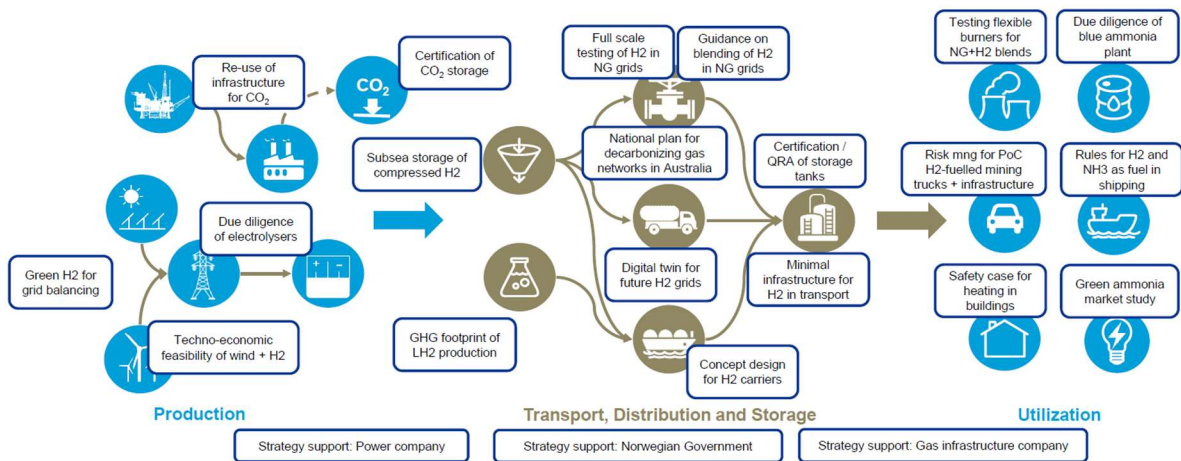 Re-use of
infrastructure
for CO₂
CO₂
Certification of
CO₂ storage
Green H2 for
grid balancing
Due diligence of
electrolysers
+ -
Techno-economic
feasibility of wind + H2
Production
Full scale
testing of H2 in
NG grids
Guidance on
blending of H2
in NG grids
Subsea storage of
compressed H2
National plan for
decarbonizing gas
networks in Australia
Certification /
QRA of storage
tanks
Digital twin for
future H2 grids
Minimal
infrastructure for
H2 in transport
GHG footprint of
LH2 production
Concept design
for H2 carriers
Transport, Distribution and Storage
Testing flexible
burners for
NG+H2 blends
Due diligence of
blue ammonia
plant
Risk mng for PoC
H2-fuelled mining
trucks + infrastructure
Rules for H2 and
NH3 as fuel in
shipping
Safety case for
heating in
buildings
Green ammonia
market study
Utilization
Strategy support: Power company
Strategy support: Norwegian Government
Strategy support: Gas infrastructure company